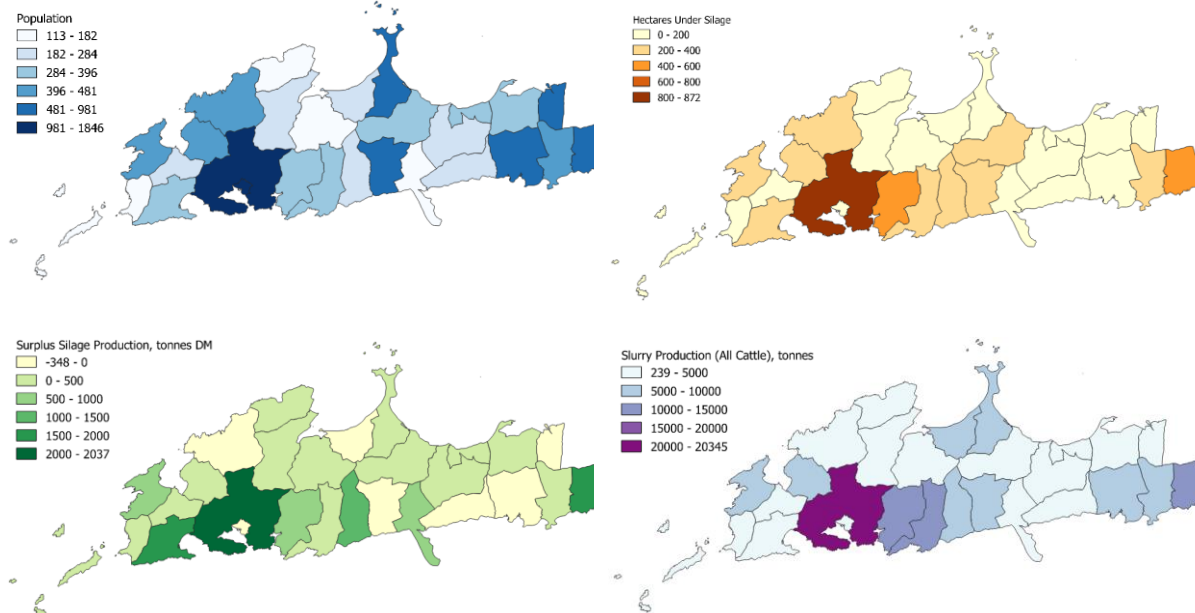 Population
113 - 182
182 - 284
284 - 396
396 - 481
481 - 981
981 - 1846
Hectares Under Silage
0 - 200
200 - 400
400 - 600
600 - 800
800 - 872
Surplus Silage Production, tonnes DM
-348 - 0
0 - 500
500 - 1000
1000 - 1500
1500 - 2000
2000 - 2037
Slurry Production (All Cattle), tonnes
239 - 5000
5000 - 10000
10000 - 15000
15000 - 20000
20000 - 20345